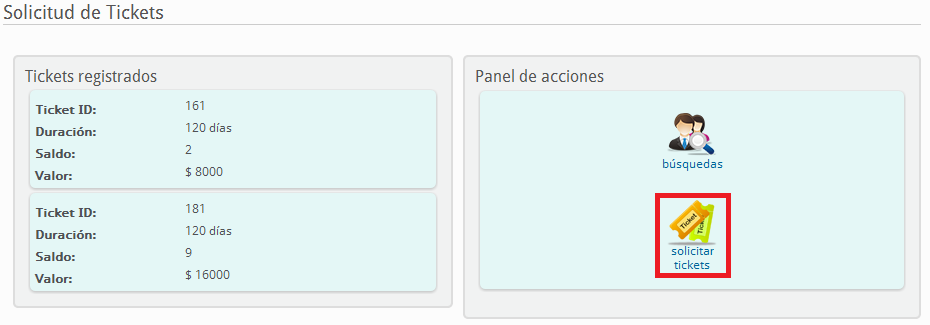 Solicitud de Tickets
Tickets registrados
Ticket ID: 161
Duración: 120 días
Saldo: 2
Valor: $ 8000
Ticket ID: 181
Duración: 120 días
Saldo: 9
Valor: $ 16000
Panel de acciones
búsquedas
Ticket
Ticket
solicitar
tickets